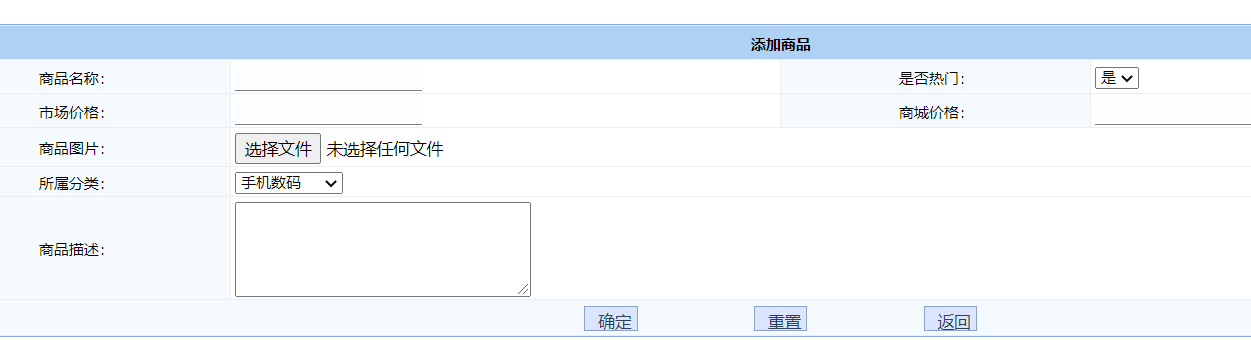 添加商品
商品名称： 是否热门： 是
市场价格： 商城价格：
商品图片： 选择文件 未选择任何文件
所属分类： 手机数码
商品描述：
确定 重置 返回